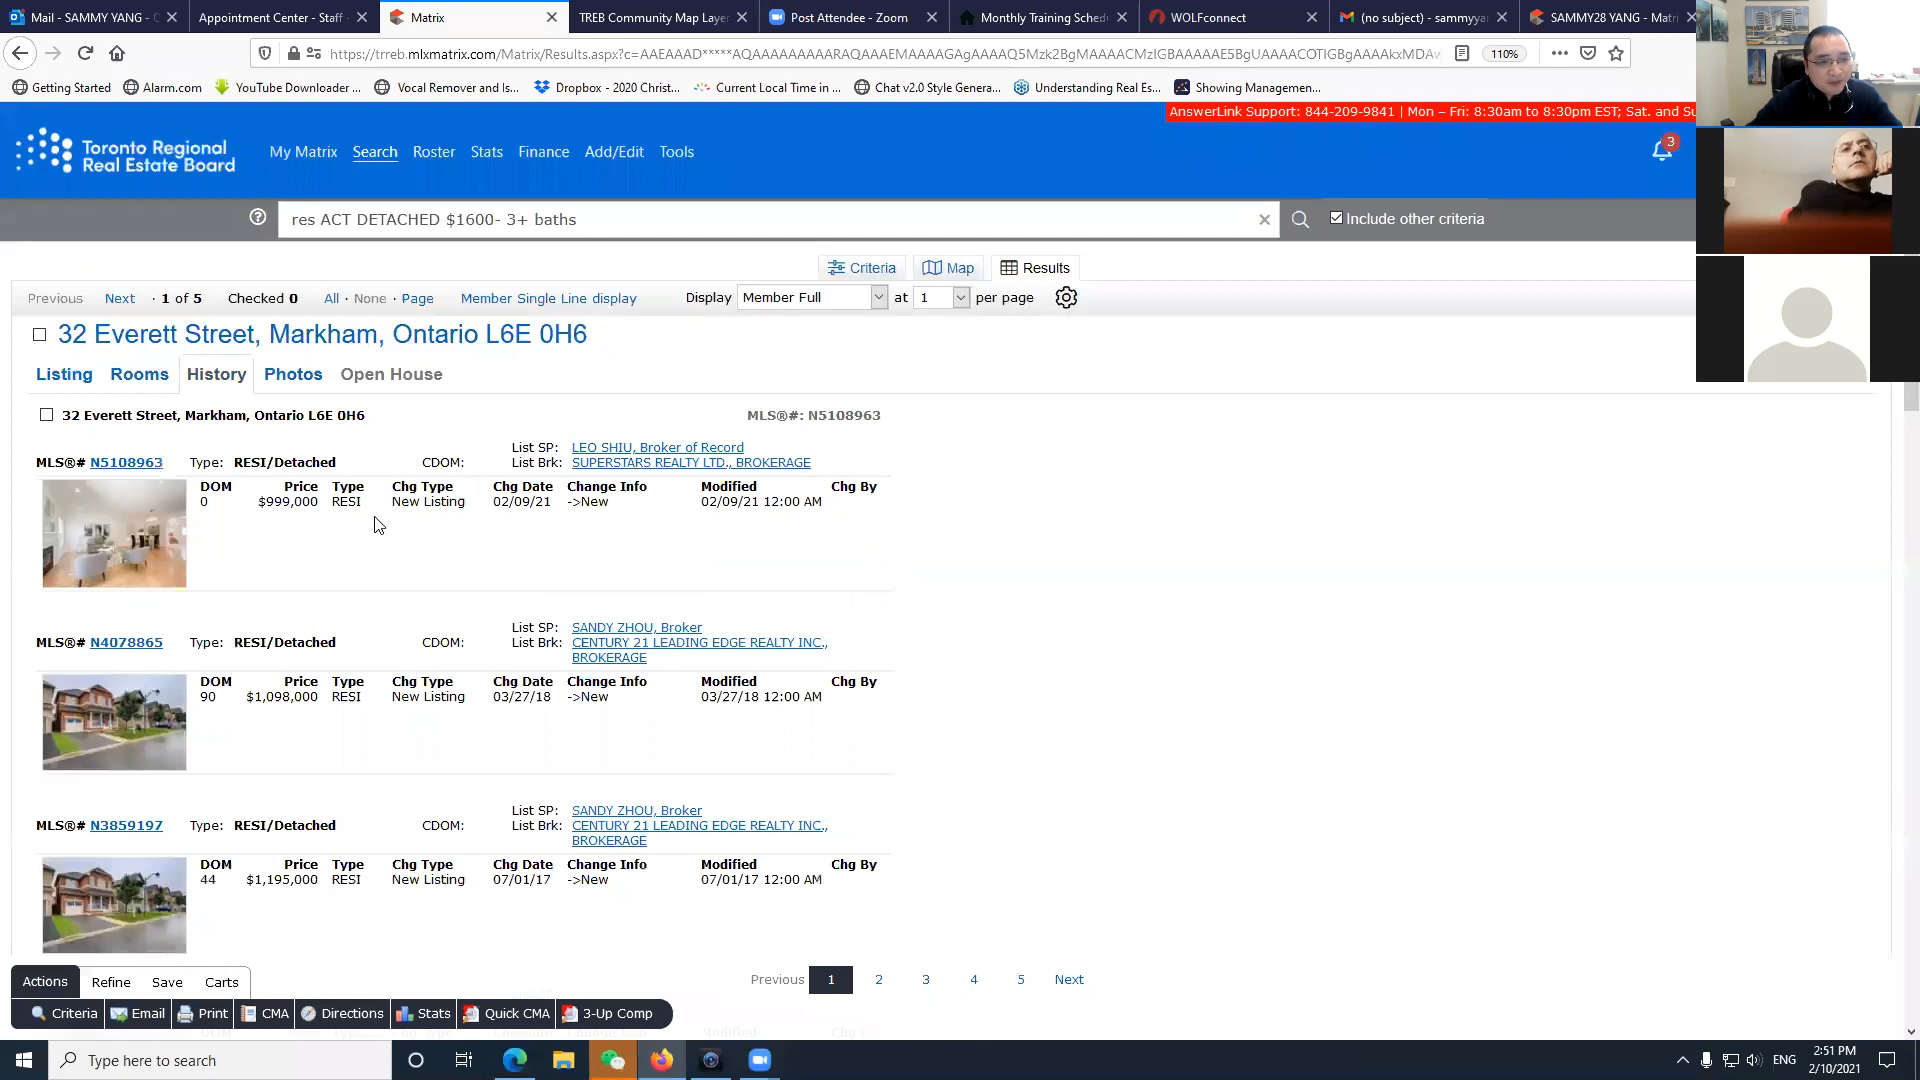 Mail - SAMMY YANG - O
Appointment Center - Staff -
Matrix
TREB Community Map Layer
Post Attendee - Zoom
Monthly Training Schedu
WOLFconnect
(no subject) - sammyyan
SAMMY28 YANG - Matri
https://trreb.mlxmatrix.com/Matrix/Results.aspx?c=AAEAAAD*****AQAAAAAAAAARAQAAAEMAAAAGAgAAAAQ5Mzk2BgMAAAACMzIGBAAAAAE5BgUAAAACOTIGBgAAAAkxMDAw
110%
Getting Started
Alarm.com
YouTube Downloader ...
Vocal Remover and Is...
Dropbox - 2020 Christ...
Current Local Time in ...
Chat v2.0 Style Genera...
Understanding Real Es...
Showing Managemen...
AnswerLink Support: 844-209-9841 | Mon – Fri: 8:30am to 8:30pm EST; Sat. and Su
Toronto Regional
Real Estate Board
My Matrix Search Roster Stats Finance Add/Edit Tools
3
res ACT DETACHED $1600- 3+ baths
Include other criteria
Criteria Map Results
Previous Next · 1 of 5 Checked 0 All · None · Page Member Single Line display Display Member Full at 1 per page
32 Everett Street, Markham, Ontario L6E 0H6
Listing Rooms History Photos Open House
32 Everett Street, Markham, Ontario L6E 0H6 MLS®#: N5108963
List SP: LEO SHIU, Broker of Record
MLS®# N5108963 Type: RESI/Detached CDOM: List Brk: SUPERSTARS REALTY LTD., BROKERAGE
DOM Price Type Chg Type Chg Date Change Info Modified Chg By
0 $999,000 RESI New Listing 02/09/21 ->New 02/09/21 12:00 AM
List SP: SANDY ZHOU, Broker
MLS®# N4078865 Type: RESI/Detached CDOM: List Brk: CENTURY 21 LEADING EDGE REALTY INC.,
BROKERAGE
DOM Price Type Chg Type Chg Date Change Info Modified Chg By
90 $1,098,000 RESI New Listing 03/27/18 ->New 03/27/18 12:00 AM
List SP: SANDY ZHOU, Broker
MLS®# N3859197 Type: RESI/Detached CDOM: List Brk: CENTURY 21 LEADING EDGE REALTY INC.,
BROKERAGE
DOM Price Type Chg Type Chg Date Change Info Modified Chg By
44 $1,195,000 RESI New Listing 07/01/17 ->New 07/01/17 12:00 AM
Actions Refine Save Carts
Previous 1 2 3 4 5 Next
Criteria Email Print CMA Directions Stats Quick CMA 3-Up Comp
Type here to search
ENG
2:51 PM
2/10/2021